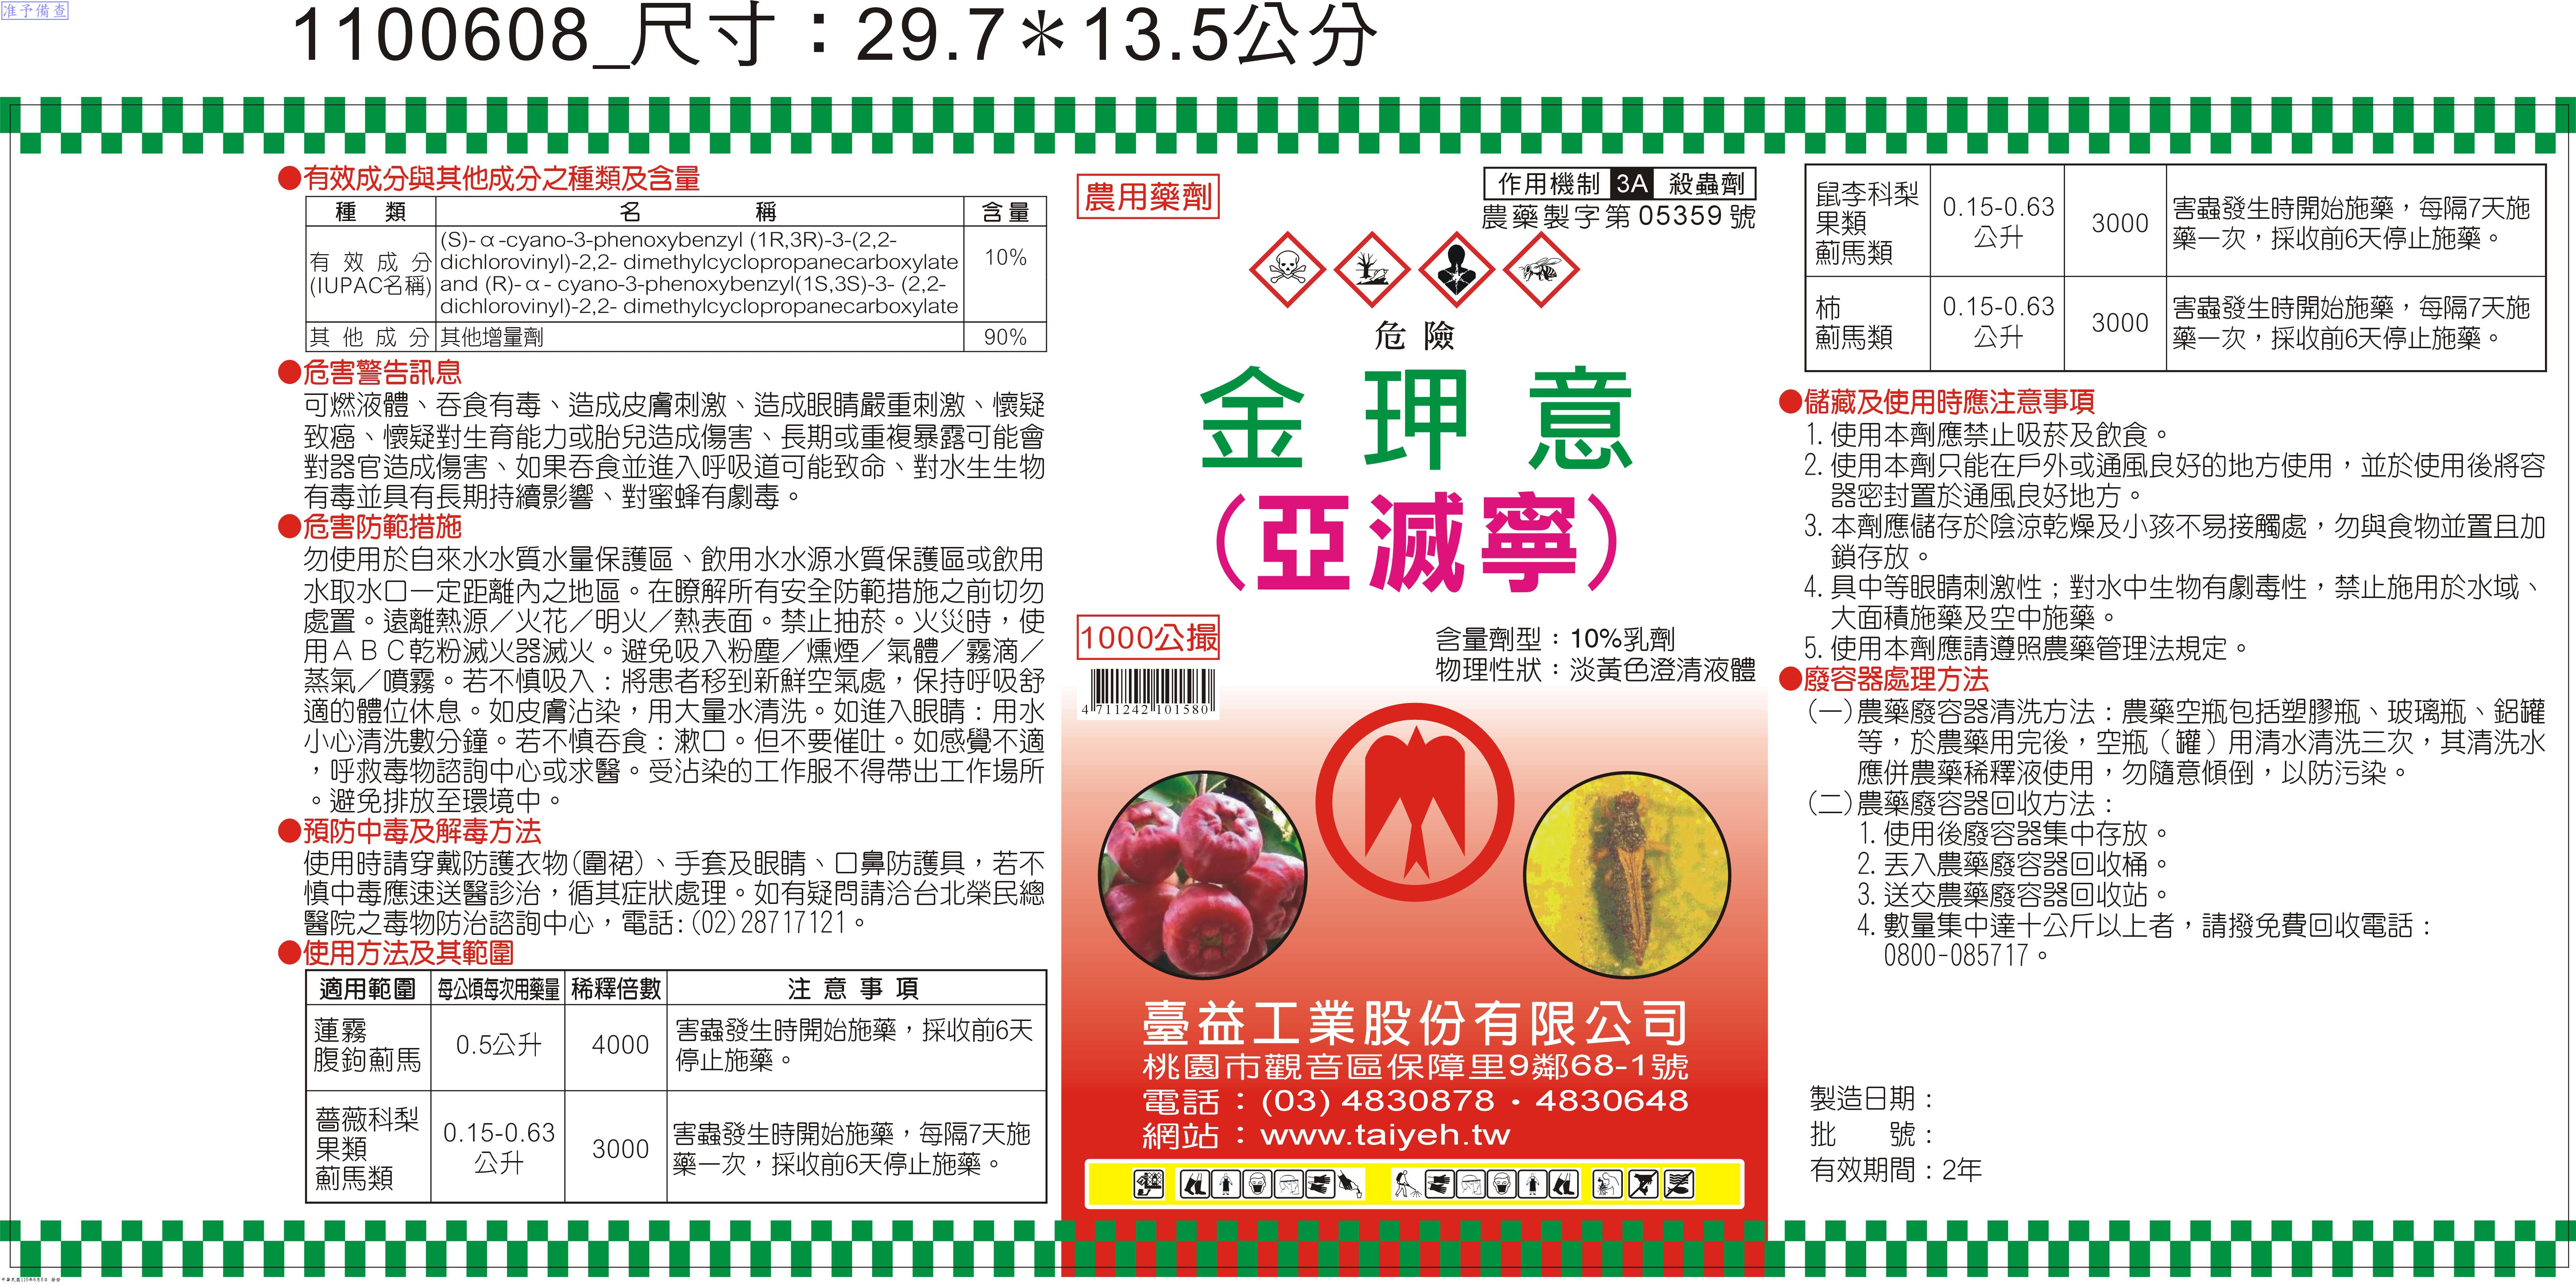 准予備查
1100608_尺寸：29.7＊13.5公分
●有效成分與其他成分之種類及含量
種 類 名 稱 含量
有效成分
(IUPAC名稱)
(S)-α-cyano-3-phenoxybenzyl (1R,3R)-3-(2,2-
dichlorovinyl)-2,2- dimethylcyclopropanecarboxylate
and (R)-α- cyano-3-phenoxybenzyl(1S,3S)-3- (2,2-
dichlorovinyl)-2,2- dimethylcyclopropanecarboxylate
10%
其他成分 其他增量劑 90%
●危害警告訊息
可燃液體、吞食有毒、造成皮膚刺激、造成眼睛嚴重刺激、懷疑
致癌、懷疑對生育能力或胎兒造成傷害、長期或重複暴露可能會
對器官造成傷害、如果吞食並進入呼吸道可能致命、對水生生物
有毒並具有長期持續影響、對蜜蜂有劇毒。
●危害防範措施
勿使用於自來水水質水量保護區、飲用水水源水質保護區或飲用
水取水口一定距離內之地區。在瞭解所有安全防範措施之前切勿
處置。遠離熱源／火花／明火／熱表面。禁止抽菸。火災時，使
用ＡＢＣ乾粉滅火器滅火。避免吸入粉塵／燻煙／氣體／霧滴／
蒸氣／噴霧。若不慎吸入：將患者移到新鮮空氣處，保持呼吸舒
適的體位休息。如皮膚沾染，用大量水清洗。如進入眼睛：用水
小心清洗數分鐘。若不慎吞食：漱口。但不要催吐。如感覺不適
，呼救毒物諮詢中心或求醫。受沾染的工作服不得帶出工作場所
。避免排放至環境中。
●預防中毒及解毒方法
使用時請穿戴防護衣物(圍裙)、手套及眼睛、口鼻防護具，若不
慎中毒應速送醫診治，循其症狀處理。如有疑問請洽台北榮民總
醫院之毒物防治諮詢中心，電話:(02)28717121。
●使用方法及其範圍
適用範圍 每公頃每次用藥量 稀釋倍數 注意事項
蓮霧
腹鉤薊馬
0.5公升
4000
害蟲發生時開始施藥，採收前6天
停止施藥。
薔薇科梨
果類
薊馬類
0.15-0.63
公升
3000
害蟲發生時開始施藥，每隔7天施
藥一次，採收前6天停止施藥。
農用藥劑
作用機制 3A 殺蟲劑
農藥製字第05359號
危險
金玾意
(亞滅寧)
1000公撮
4 711242 101580
含量劑型：10%乳劑
物理性狀：淡黃色澄清液體
臺益工業股份有限公司
桃園市觀音區保障里9鄰68-1號
電話：(03) 4830878・4830648
網站：www.taiyeh.tw
鼠李科梨
果類
薊馬類
0.15-0.63
公升
3000
害蟲發生時開始施藥，每隔7天施
藥一次，採收前6天停止施藥。
柿
薊馬類
0.15-0.63
公升
3000
害蟲發生時開始施藥，每隔7天施
藥一次，採收前6天停止施藥。
●儲藏及使用時應注意事項
1.使用本劑應禁止吸菸及飲食。
2.使用本劑只能在戶外或通風良好的地方使用，並於使用後將容
器密封置於通風良好地方。
3.本劑應儲存於陰涼乾燥及小孩不易接觸處，勿與食物並置且加
鎖存放。
4.具中等眼睛刺激性；對水中生物有劇毒性，禁止施用於水域、
大面積施藥及空中施藥。
5.使用本劑應請遵照農藥管理法規定。
●廢容器處理方法
(一)農藥廢容器清洗方法：農藥空瓶包括塑膠瓶、玻璃瓶、鋁罐
等，於農藥用完後，空瓶（罐）用清水清洗三次，其清洗水
應併農藥稀釋液使用，勿隨意傾倒，以防污染。
(二)農藥廢容器回收方法：
1.使用後廢容器集中存放。
2.丟入農藥廢容器回收桶。
3.送交農藥廢容器回收站。
4.數量集中達十公斤以上者，請撥免費回收電話：
0800-085717。
製造日期：
批 號：
有效期間：2年